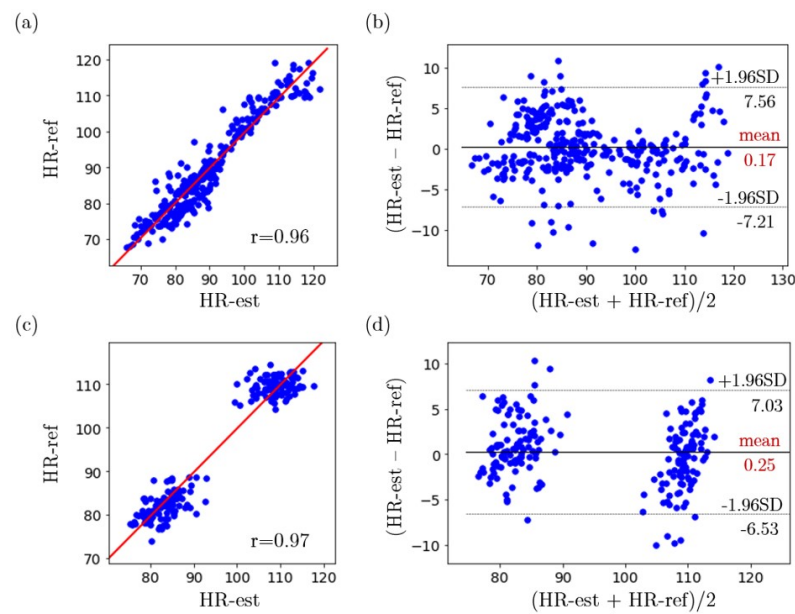 (a)
HR-ref
120
110
100
90
80
70
r=0.96
70 80 90 100 110 120
HR-est
(b)
(HR-est − HR-ref)
10
5
0
−5
−10
+1.96SD
7.56
mean
0.17
-1.96SD
-7.21
70 80 90 100 110 120 130
(HR-est + HR-ref)/2
(c)
HR-ref
110
100
90
80
70
r=0.97
80 90 100 110 120
HR-est
(d)
(HR-est − HR-ref)
10
5
0
−5
−10
+1.96SD
7.03
mean
0.25
-1.96SD
-6.53
80 90 100 110 120
(HR-est + HR-ref)/2